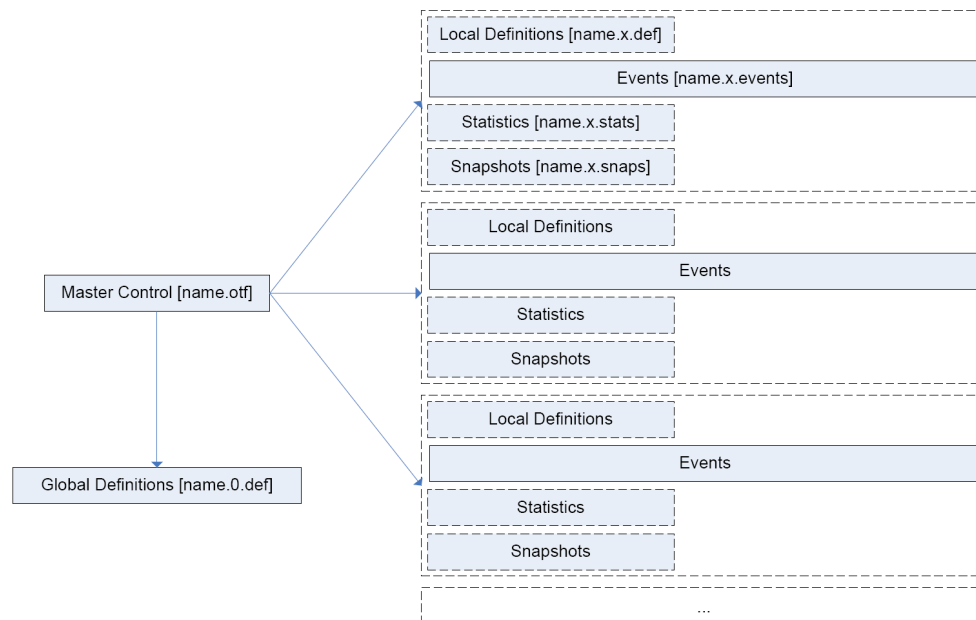 Local Definitions [name.x.def]
Events [name.x.events]
Statistics [name.x.stats]
Snapshots [name.x.snaps]
Local Definitions
Events
Statistics
Snapshots
Master Control [name.otf]
Local Definitions
Events
Statistics
Snapshots
Global Definitions [name.0.def]
...